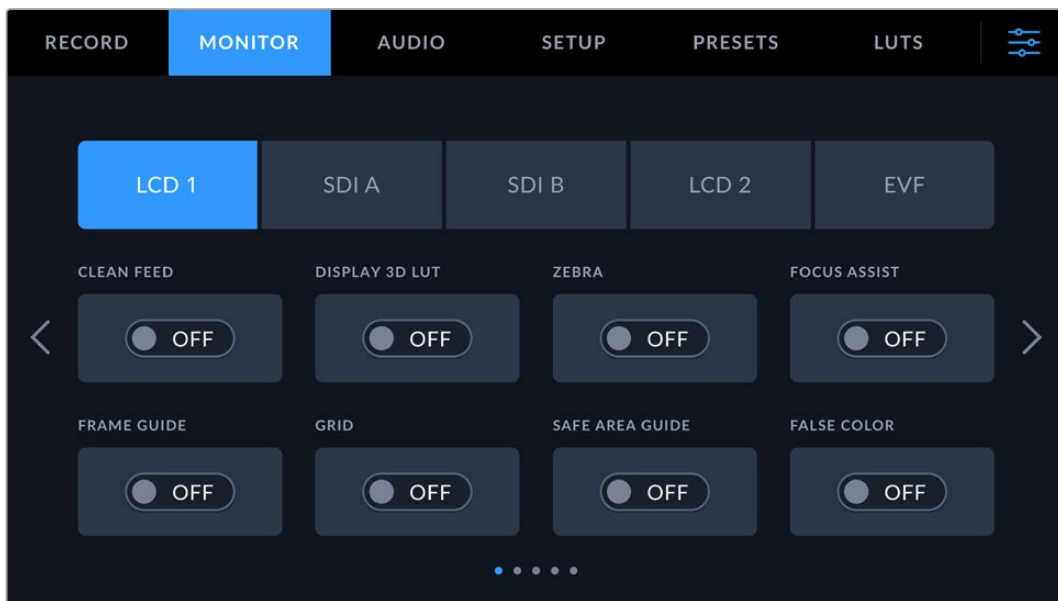 RECORD MONITOR AUDIO SETUP PRESETS LUTS
LCD 1 SDI A SDI B LCD 2 EVF
CLEAN FEED DISPLAY 3D LUT ZEBRA FOCUS ASSIST
OFF OFF OFF OFF
FRAME GUIDE GRID SAFE AREA GUIDE FALSE COLOR
OFF OFF OFF OFF